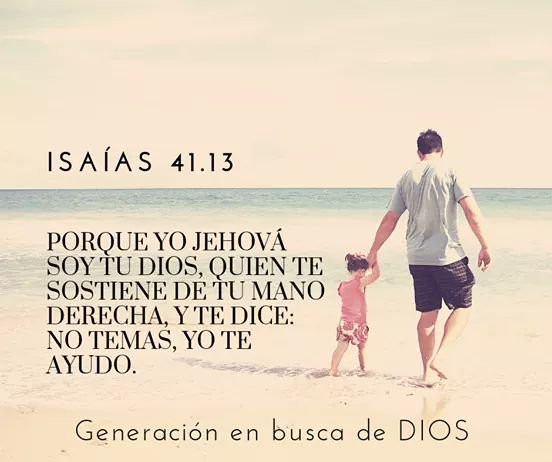 ISAÍAS 41.13
PORQUE YO JEHOVÁ
SOY TU DIOS, QUIEN TE
SOSTIENE DE TU MANO
DERECHA, Y TE DICE:
NO TEMAS, YO TE
AYUDO.
Generación en busca de DIOS